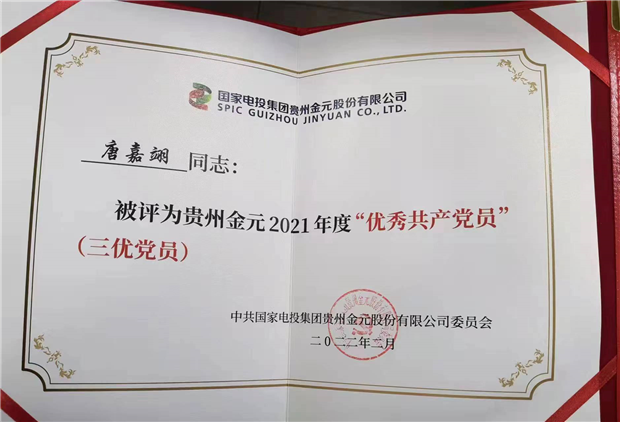 国家电投集团贵州金元股份有限公司
SPIC GUIZHOU JINYUAN CO., LTD.
唐嘉翊 同志：
被评为贵州金元2021年度“优秀共产党员”
（三优党员）
中共国家电投集团贵州金元股份有限公司委员会
二〇二二年二月